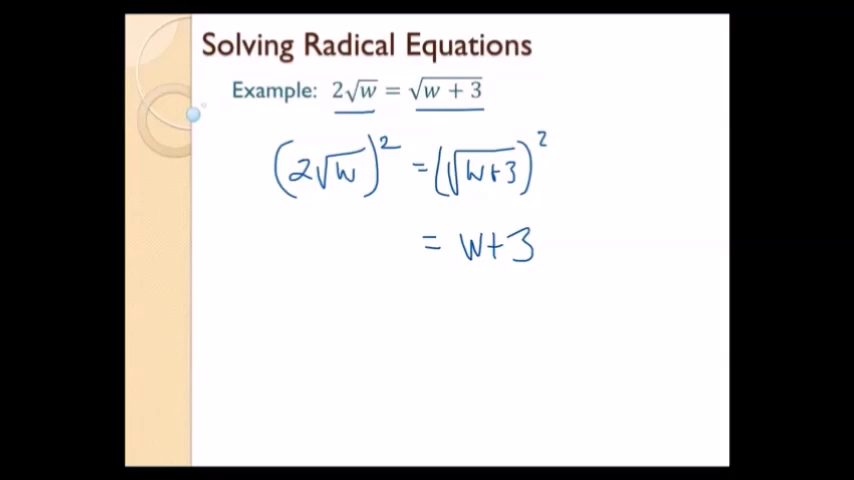 Solving Radical Equations
Example: 2√w = √(w + 3)
(2√w)² = (√(w+3))²
= w+3